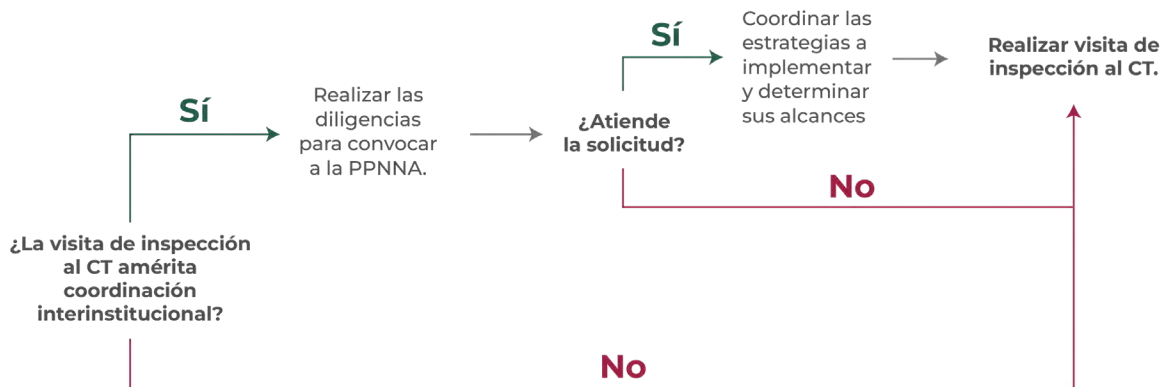 Sí
Coordinar las
estrategias a
implementar
y determinar
sus alcances
Realizar visita de
inspección al CT.
Sí
Realizar las
diligencias
para convocar
a la PPNNA.
¿Atiende
la solicitud?
No
¿La visita de inspección
al CT amérita
coordinación
interinstitucional?
No